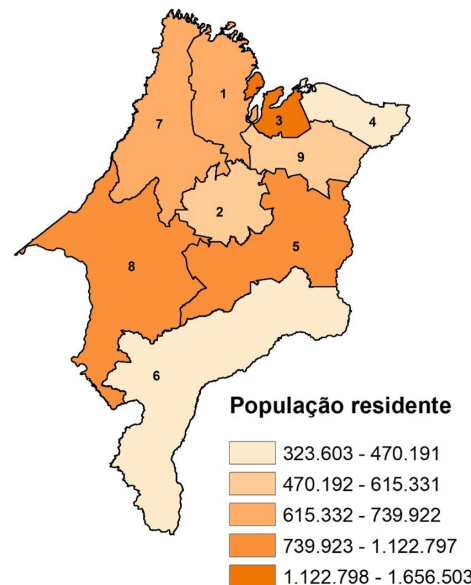 1
7
3
4
9
2
5
8
6
População residente
323.603 - 470.191
470.192 - 615.331
615.332 - 739.922
739.923 - 1.122.797
1.122.798 - 1.656.503